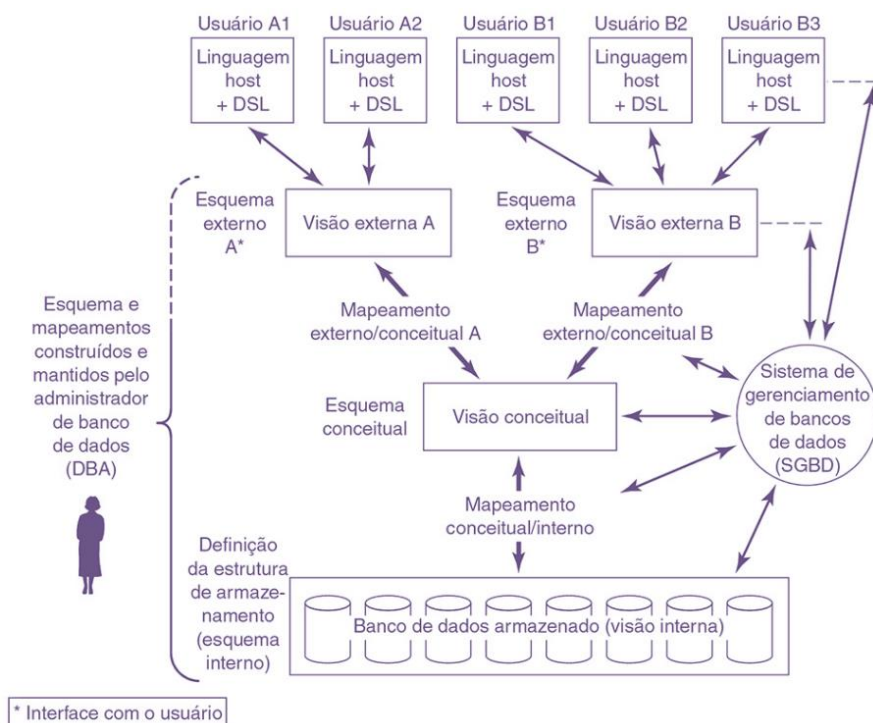 Usuário A1
Usuário A2
Usuário B1
Usuário B2
Usuário B3
Linguagem
host
+ DSL
Linguagem
host
+ DSL
Linguagem
host
+ DSL
Linguagem
host
+ DSL
Linguagem
host
+ DSL
Esquema
externo
A*
Visão externa A
Esquema
externo
B*
Visão externa B
Esquema e
mapeamentos
construídos e
mantidos pelo
administrador
de banco
de dados
(DBA)
Mapeamento
externo/conceitual A
Mapeamento
externo/conceitual B
Esquema
conceitual
Visão conceitual
Sistema de
gerenciamento
de bancos
de dados
(SGBD)
Mapeamento
conceitual/interno
Definição
da estrutura
de armaze-
namento
(esquema
interno)
Banco de dados armazenado (visão interna)
* Interface com o usuário